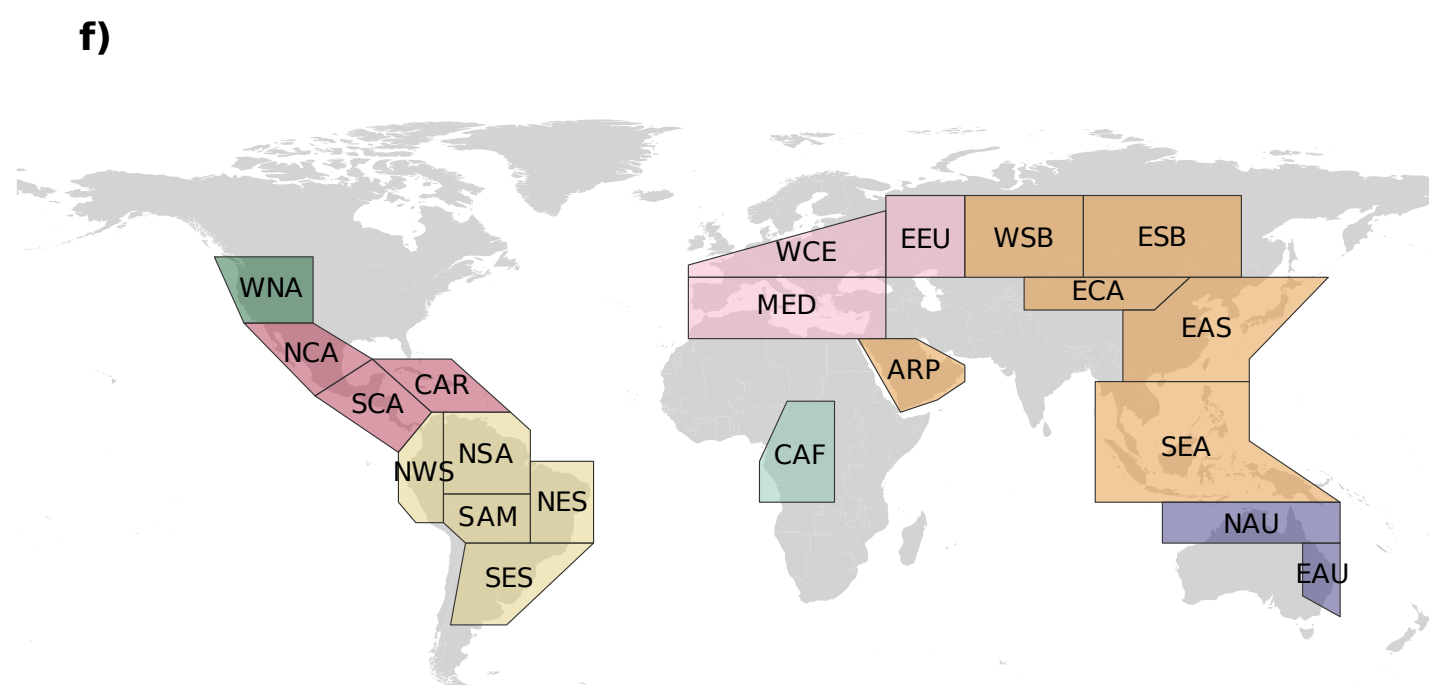 f)
WCE
EEU
WSB
ESB
WNA
MED
ECA
EAS
NCA
CAR
SCA
ARP
NWS
NSA
CAF
SEA
NES
SAM
NAU
SES
EAU